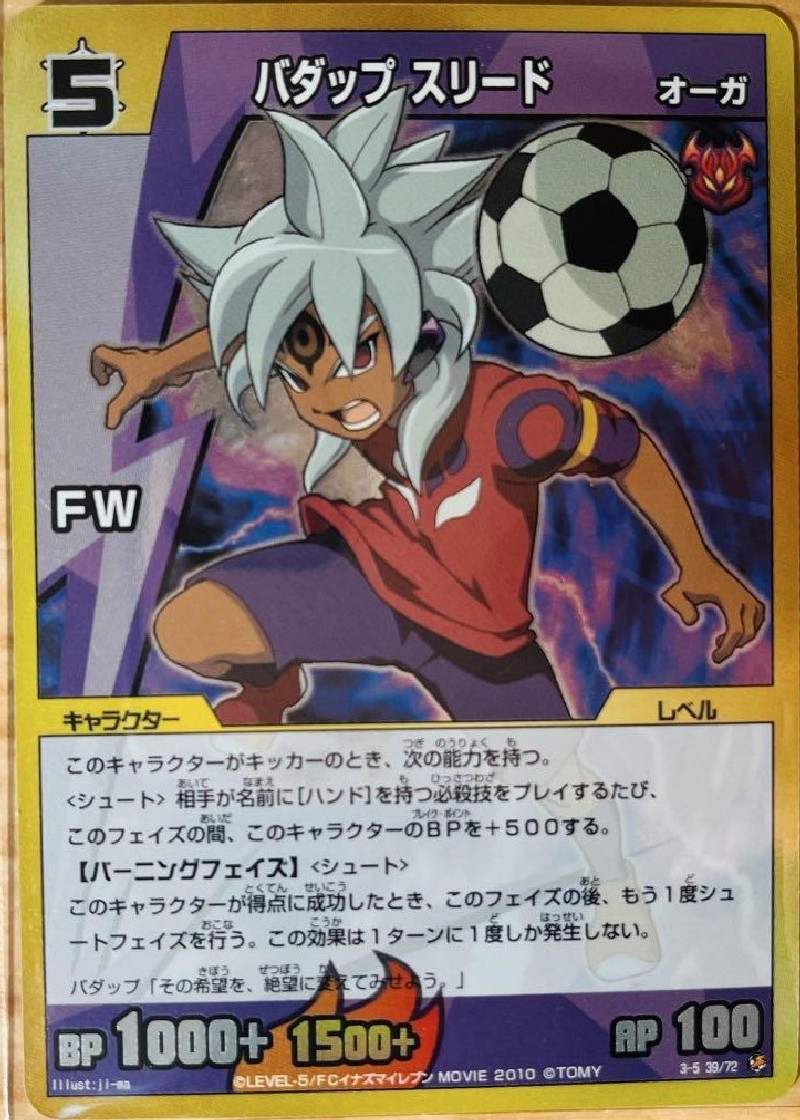 5
バダップ スリード
オーガ
FW
キャラクター
レベル
このキャラクターがキッカーのとき、次の能力を持つ。
<シュート> 相手が名前に[ハンド]を持つ必殺技をプレイするたび、
このフェイズの間、このキャラクターのBPを+500する。
【バーニングフェイズ】<シュート>
このキャラクターが得点に成功したとき、このフェイズの後、もう1度シュ
ートフェイズを行う。この効果は1ターンに1度しか発生しない。
バダップ「その希望を、絶望に変えてみせよう。」
BP 1000+ 1500+
AP 100
Illust:ji-ma
©LEVEL-5/FCイナズマイレブン MOVIE 2010 ©TOMY
3-5 39/72